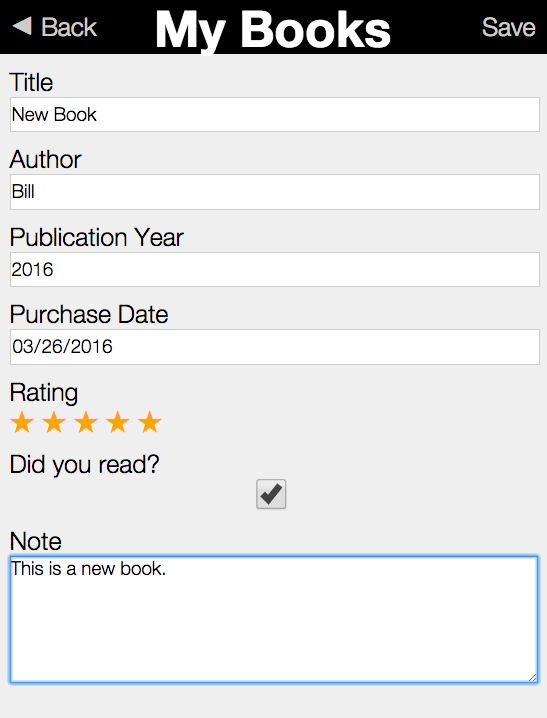 Back My Books Save
Title
New Book
Author
Bill
Publication Year
2016
Purchase Date
03/26/2016
Rating
Did you read?
Note
This is a new book.